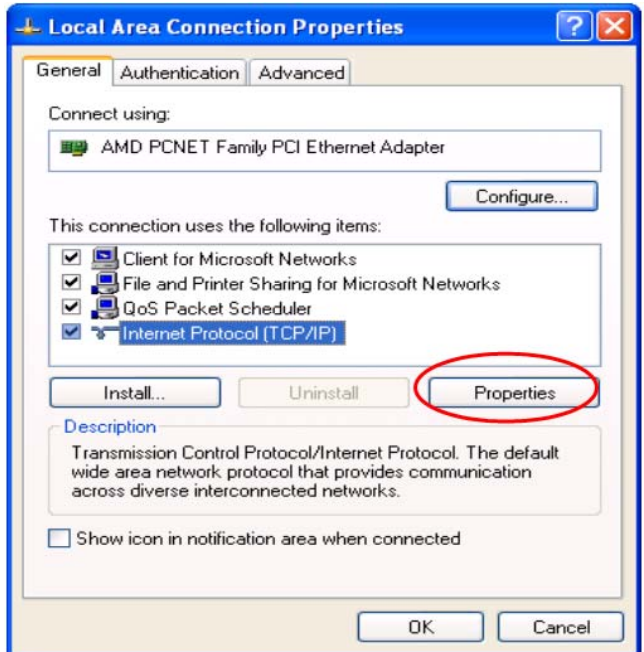 Local Area Connection Properties
General Authentication Advanced
Connect using:
AMD PCNET Family PCI Ethernet Adapter
Configure...
This connection uses the following items:
Client for Microsoft Networks
File and Printer Sharing for Microsoft Networks
QoS Packet Scheduler
Internet Protocol (TCP/IP)
Install... Uninstall Properties
Description
Transmission Control Protocol/Internet Protocol. The default
wide area network protocol that provides communication
across diverse interconnected networks.
Show icon in notification area when connected
OK Cancel